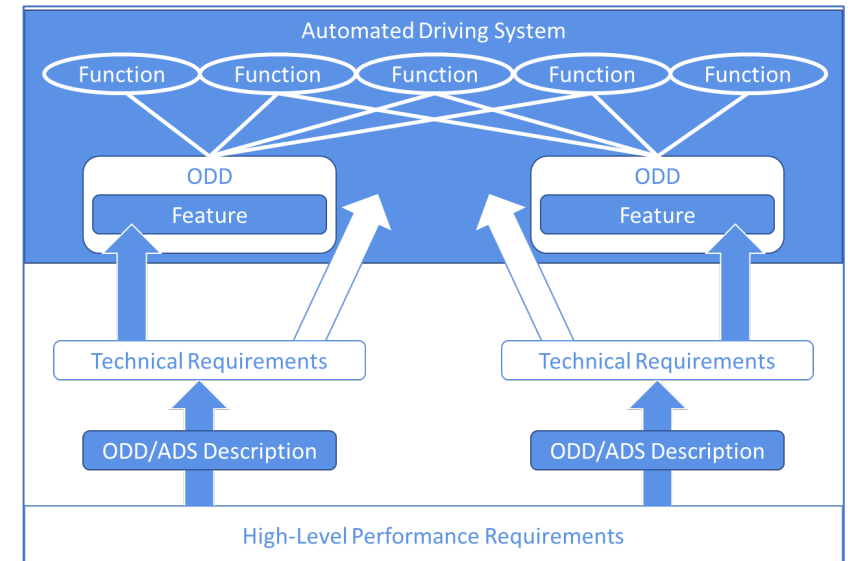 Automated Driving System
Function Function Function Function Function
ODD ODD
Feature Feature
Technical Requirements Technical Requirements
ODD/ADS Description ODD/ADS Description
High-Level Performance Requirements